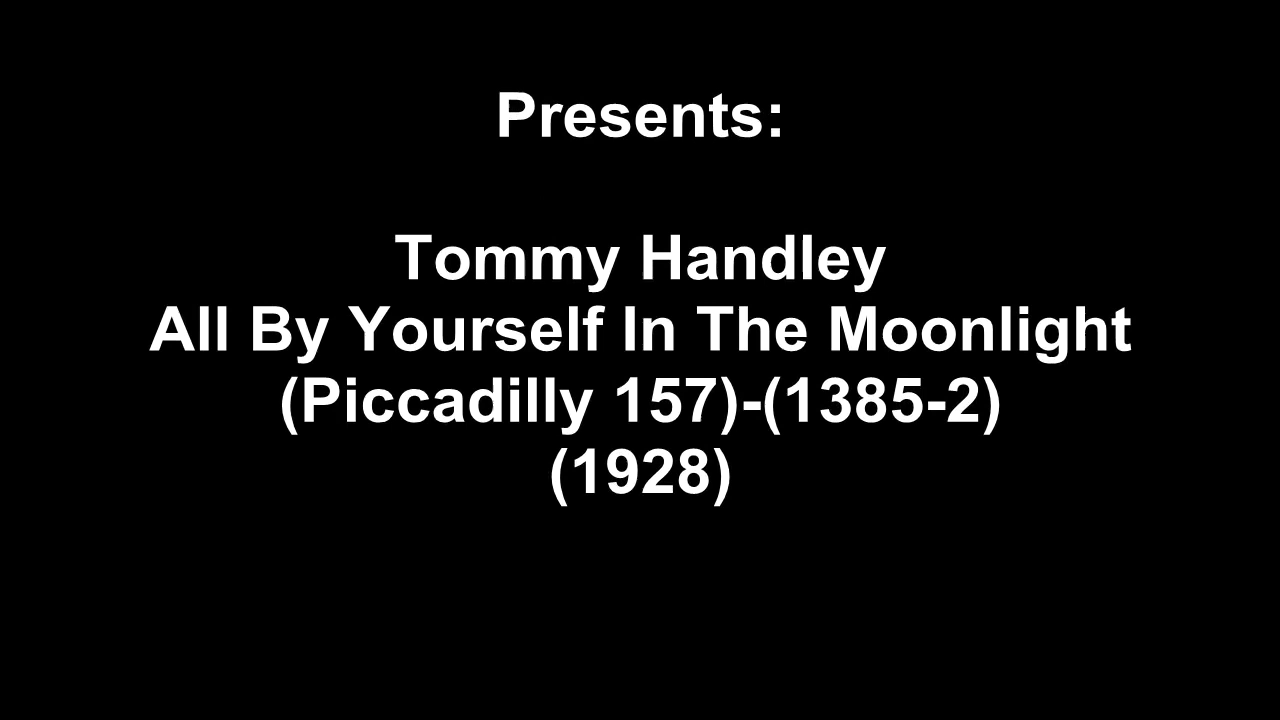 Presents:
Tommy Handley
All By Yourself In The Moonlight
(Piccadilly 157)-(1385-2)
(1928)